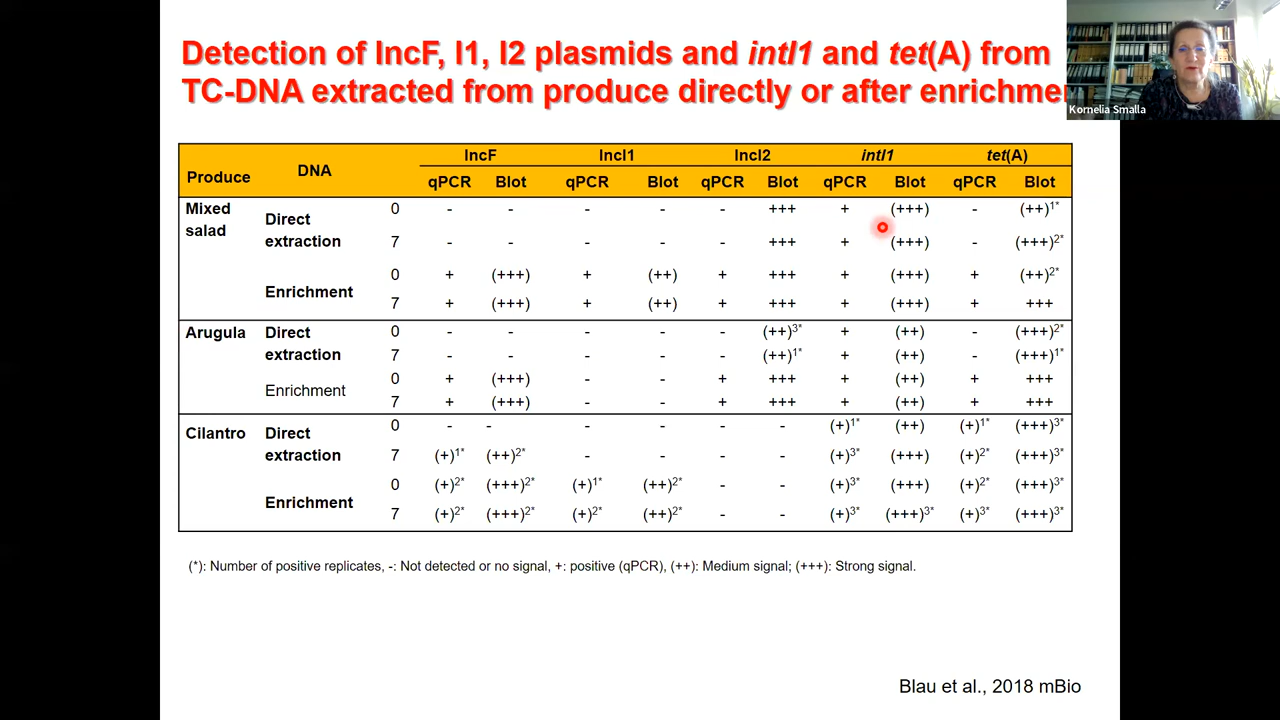 Detection of IncF, I1, I2 plasmids and intI1 and tet(A) from
TC-DNA extracted from produce directly or after enrichme
Kornelia Smalla
Produce DNA IncF IncI1 IncI2 intI1 tet(A)
qPCR Blot qPCR Blot qPCR Blot qPCR Blot qPCR Blot
Mixed salad Direct extraction 0 - - - - - +++ + (+++) - (++)1*
7 - - - - - +++ + (+++) - (+++)2*
Enrichment 0 + (+++) + (++) + +++ + (+++) + (++)2*
7 + (+++) + (++) + +++ + (+++) + +++
Arugula Direct extraction 0 - - - - - (++)3* + (++) - (+++)2*
7 - - - - - (++)1* + (++) - (+++)1*
Enrichment 0 + (+++) - - + +++ + (++) + +++
7 + (+++) - - + +++ + (++) + +++
Cilantro Direct extraction 0 - - - - - - (+)1* (++) (+)1* (+++)3*
7 (+)1* (++)2* - - - - (+)3* (+++) (+)2* (+++)3*
Enrichment 0 (+)2* (+++)2* (+)1* (++)2* - - (+)3* (+++) (+)2* (+++)3*
7 (+)2* (+++)2* (+)2* (++)2* - - (+)3* (+++)3* (+)3* (+++)3*
(*): Number of positive replicates, -: Not detected or no signal, +: positive (qPCR), (++): Medium signal; (+++): Strong signal.
Blau et al., 2018 mBio